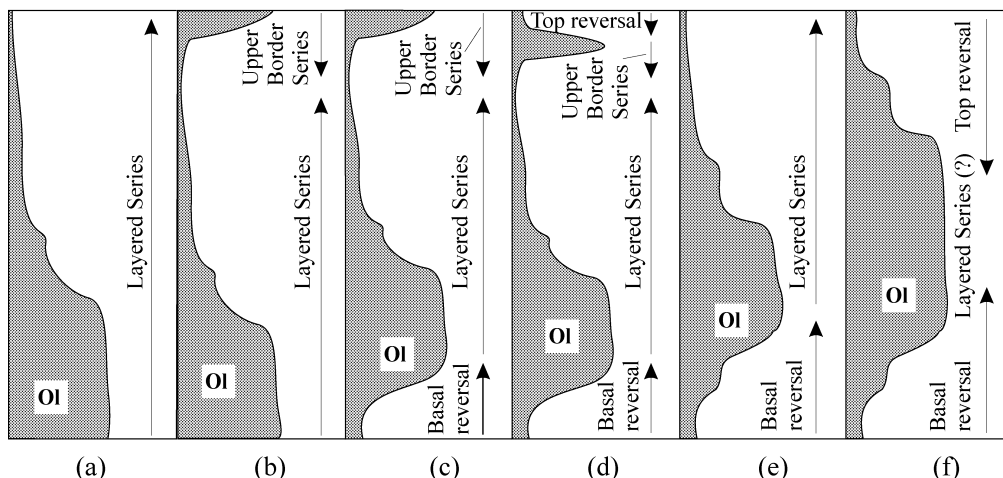 Ol
Layered Series
(a)
Ol
Upper
Border
Series
Layered Series
(b)
Ol
Upper Border
Series
Layered Series
Basal
reversal
(c)
Top reversal
Ol
Upper
Border
Series
Layered Series
Basal
reversal
(d)
Ol
Layered Series
Basal
reversal
(e)
Ol
Top reversal
Layered Series (?)
Basal
reversal
(f)